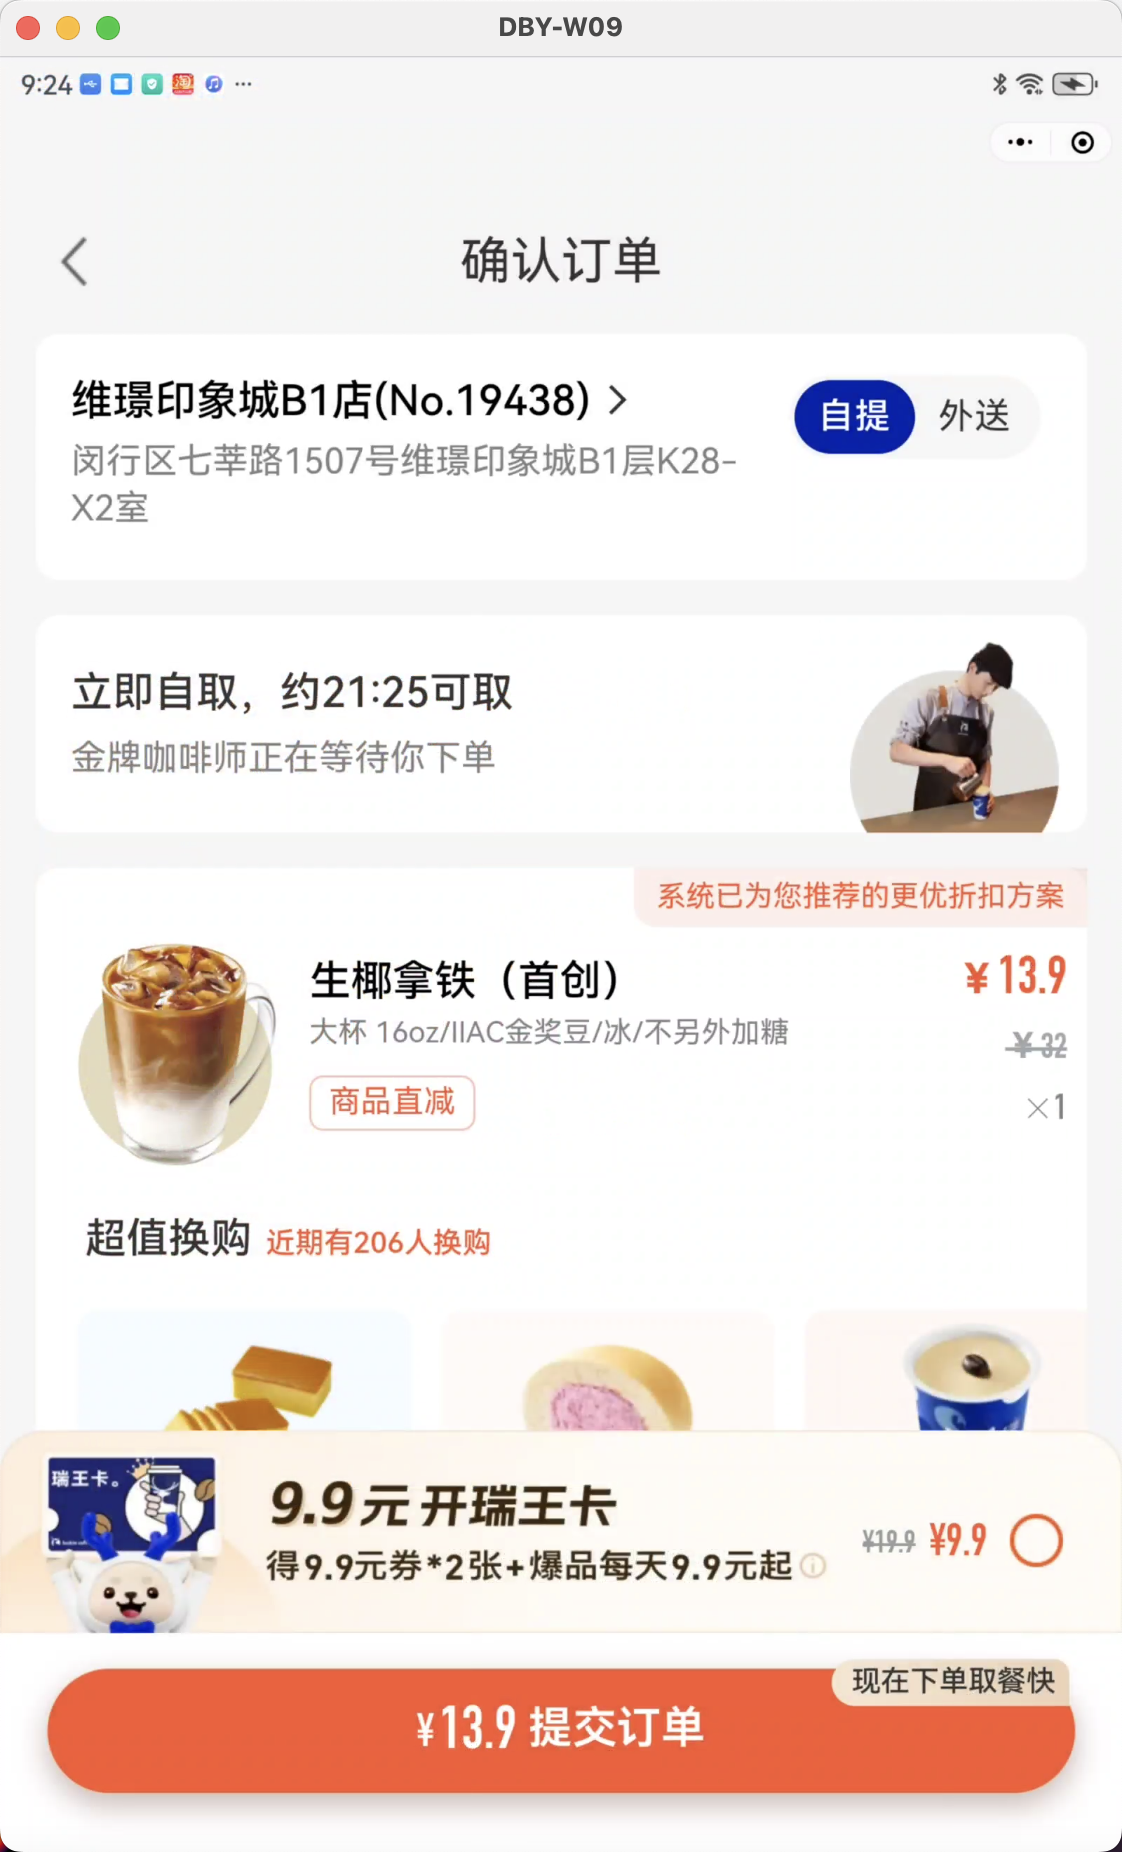 DBY-W09
9:24
确认订单
维璟印象城B1店(No.19438)
自提
外送
闵行区七莘路1507号维璟印象城B1层K28-
X2室
立即自取，约21:25可取
金牌咖啡师正在等待你下单
系统已为您推荐的更优折扣方案
生椰拿铁（首创）
¥13.9
大杯 16oz/IIAC金奖豆/冰/不另外加糖
¥32
商品直减
×1
超值换购 近期有206人换购
瑞王卡。
9.9元开瑞王卡
得9.9元券*2张+爆品每天9.9元起
¥19.9 ¥9.9
现在下单取餐快
¥13.9 提交订单